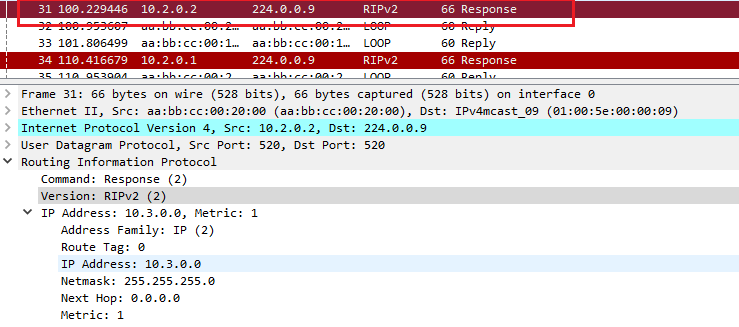 31 100.229446 10.2.0.2 224.0.0.9 RIPv2 66 Response
32 100.953607 aa:bb:cc:00:2… aa:bb:cc:00:2… LOOP 60 Reply
33 101.806499 aa:bb:cc:00:1… aa:bb:cc:00:1… LOOP 60 Reply
34 110.416679 10.2.0.1 224.0.0.9 RIPv2 66 Response
35 110.953904 aa:bb:cc:00:2… aa:bb:cc:00:2… LOOP 60 Reply
Frame 31: 66 bytes on wire (528 bits), 66 bytes captured (528 bits) on interface 0
Ethernet II, Src: aa:bb:cc:00:20:00 (aa:bb:cc:00:20:00), Dst: IPv4mcast_09 (01:00:5e:00:00:09)
Internet Protocol Version 4, Src: 10.2.0.2, Dst: 224.0.0.9
User Datagram Protocol, Src Port: 520, Dst Port: 520
Routing Information Protocol
Command: Response (2)
Version: RIPv2 (2)
IP Address: 10.3.0.0, Metric: 1
Address Family: IP (2)
Route Tag: 0
IP Address: 10.3.0.0
Netmask: 255.255.255.0
Next Hop: 0.0.0.0
Metric: 1